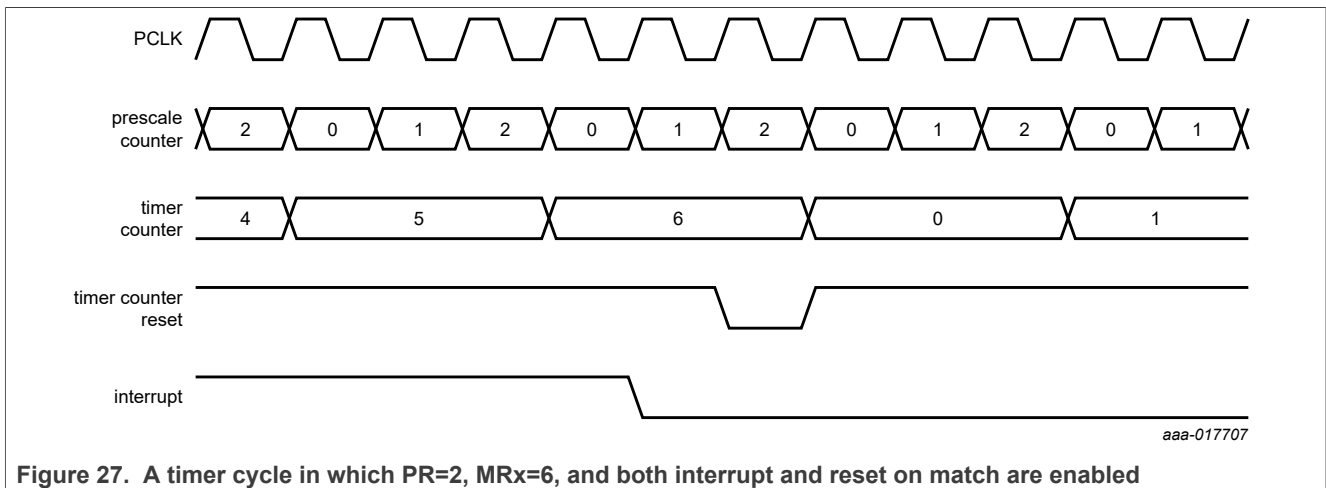 PCLK
prescale
counter
2 0 1 2 0 1 2 0 1 2 0 1
timer
counter
4 5 6 0 1
timer counter
reset
interrupt
aaa-017707
Figure 27. A timer cycle in which PR=2, MRx=6, and both interrupt and reset on match are enabled